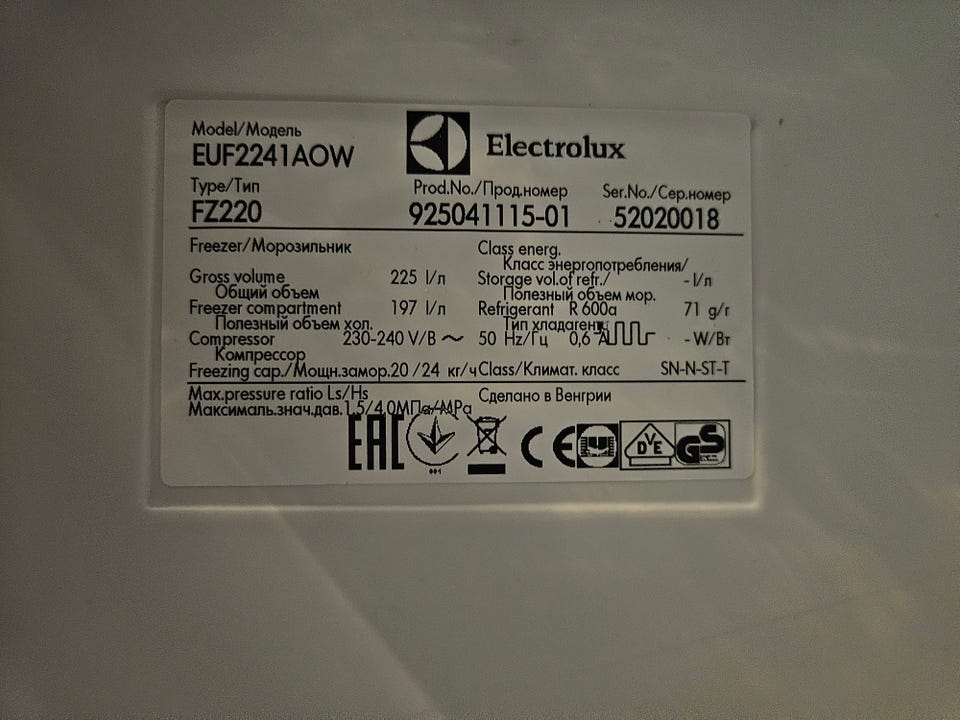 Model/Модель
EUF2241AOW
Electrolux
Type/Тип
FZ220
Prod.No./Прод.номер
925041115-01
Ser.No./Сер.номер
52020018
Freezer/Морозильник
Class energ.
Класс энергопотребления/
Gross volume 225 l/л
Общий объем
Storage vol.of refr./ - l/л
Полезный объем мор.
Freezer compartment 197 l/л
Полезный объем хол.
Refrigerant R 600a 71 g/г
Тип хладагента
Compressor 230-240 V/В ~ 50 Hz/Гц 0,6 A - W/Вт
Компрессор
Freezing cap./Мощн.замор.20 /24 кг/ч Class/Климат. класс SN-N-ST-T
Max.pressure ratio Ls/Hs
Максималь.знач.дав.1,5/4,0МПа/MPa
Сделано в Венгрии
EAC
001
CE
DVE
GS